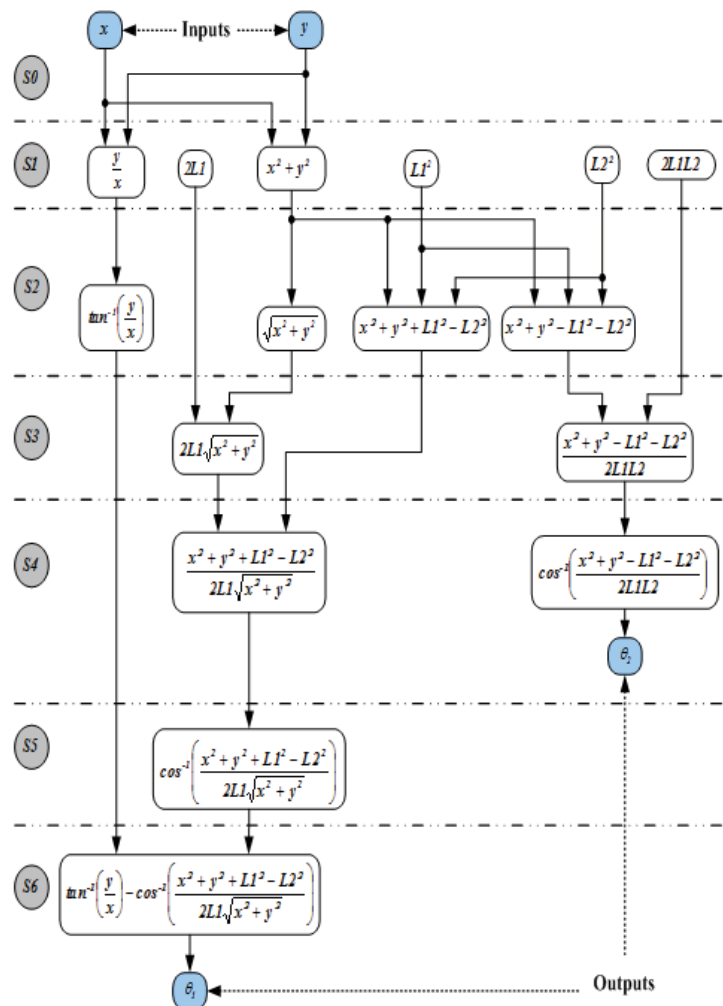 x Inputs y
S0
S1
y/x 2L1 x² + y² L1² L2² 2L1L2
S2
tan⁻¹(y/x) √(x² + y²) x² + y² + L1² − L2² x² + y² − L1² − L2²
S3
2L1√(x² + y²) (x² + y² − L1² − L2²)/(2L1L2)
S4
(x² + y² + L1² − L2²)/(2L1√(x² + y²)) cos⁻¹((x² + y² − L1² − L2²)/(2L1L2))
θ₂
S5
cos⁻¹((x² + y² + L1² − L2²)/(2L1√(x² + y²)))
S6
tan⁻¹(y/x) − cos⁻¹((x² + y² + L1² − L2²)/(2L1√(x² + y²)))
θ₁ Outputs